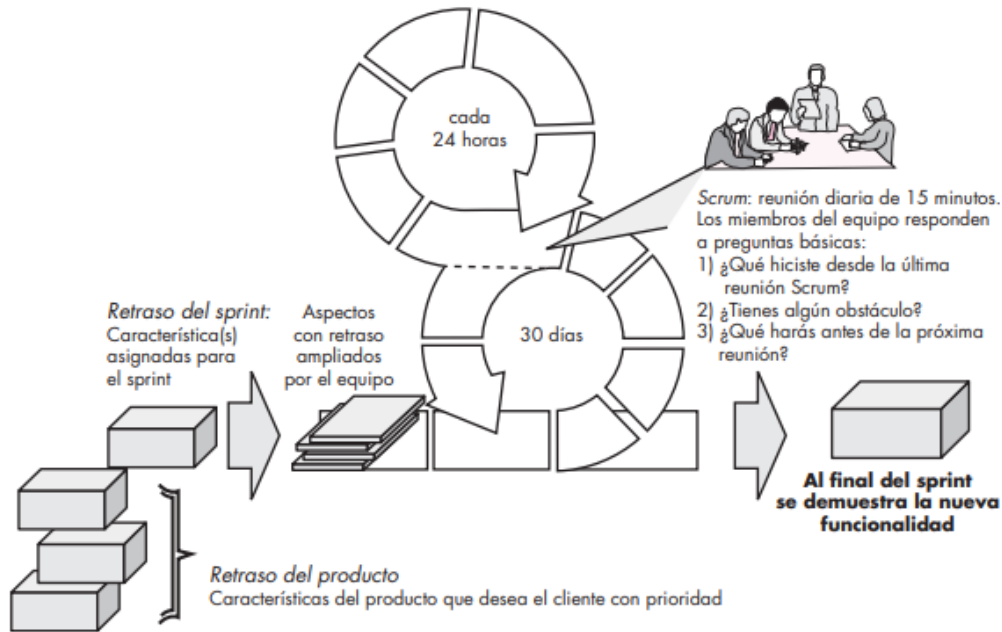 cada
24 horas
Scrum: reunión diaria de 15 minutos.
Los miembros del equipo responden
a preguntas básicas:
1) ¿Qué hiciste desde la última
reunión Scrum?
2) ¿Tienes algún obstáculo?
3) ¿Qué harás antes de la próxima
reunión?
Retraso del sprint:
Característica(s)
asignadas para
el sprint
Aspectos
con retraso
ampliados
por el equipo
30 días
Al final del sprint
se demuestra la nueva
funcionalidad
Retraso del producto
Características del producto que desea el cliente con prioridad